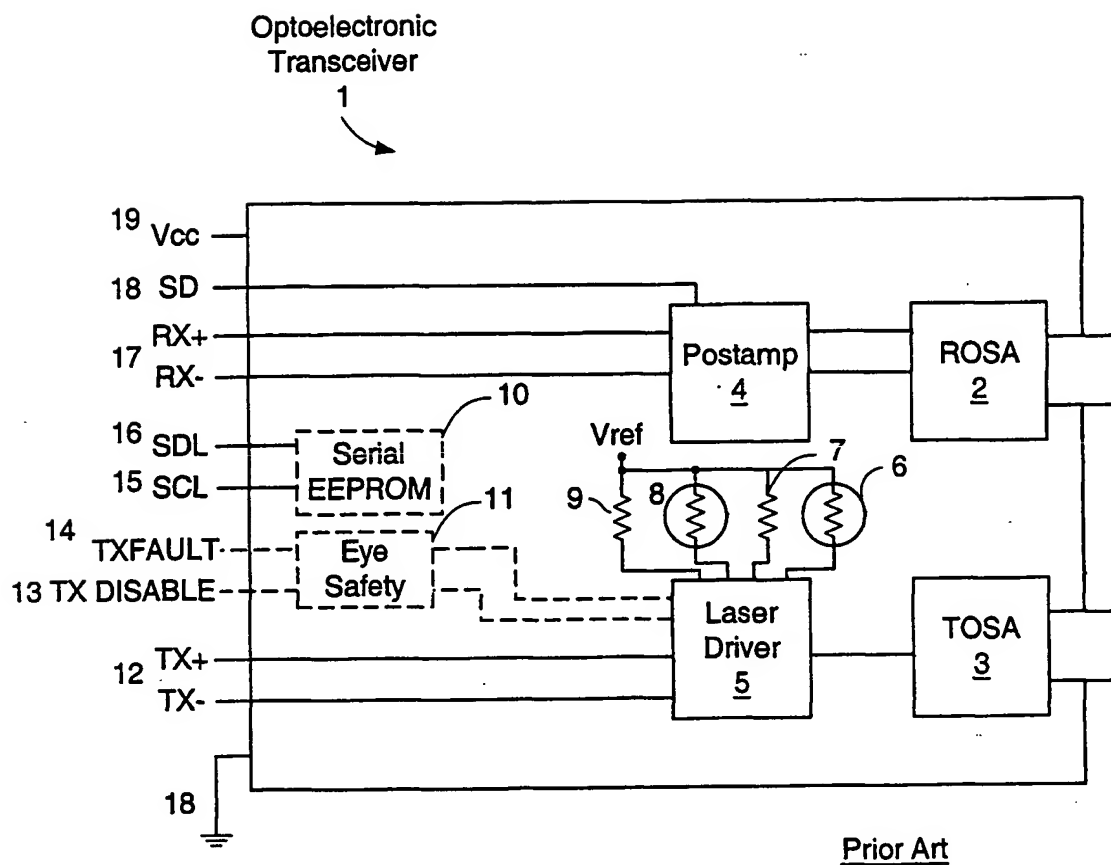 Optoelectronic
Transceiver
1
19 Vcc
18 SD
RX+
17
RX-
Postamp
4
ROSA
2
10
16 SDL
15 SCL
Serial
EEPROM
Vref
9
8
7
6
11
14
TXFAULT
13 TX DISABLE
Eye
Safety
Laser
Driver
5
TOSA
3
12 TX+
TX-
18
Prior Art